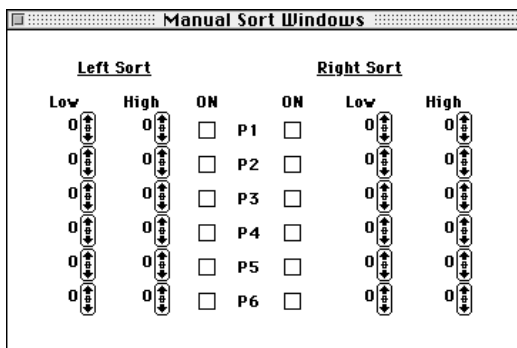 Manual Sort Windows
Left Sort Right Sort
Low High ON ON Low High
0 0 P1 0 0
0 0 P2 0 0
0 0 P3 0 0
0 0 P4 0 0
0 0 P5 0 0
0 0 P6 0 0